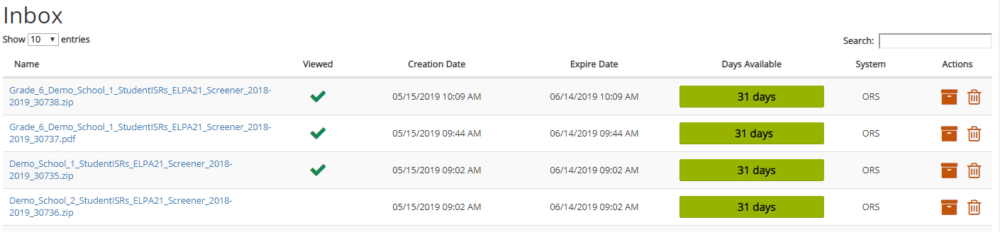 Inbox
Show 10 entries
Search:
Name Viewed Creation Date Expire Date Days Available System Actions
Grade_6_Demo_School_1_StudentISRs_ELPA21_Screener_2018-
2019_30738.zip 05/15/2019 10:09 AM 06/14/2019 10:09 AM 31 days ORS
Grade_6_Demo_School_1_StudentISRs_ELPA21_Screener_2018-
2019_30737.pdf 05/15/2019 09:44 AM 06/14/2019 09:44 AM 31 days ORS
Demo_School_1_StudentISRs_ELPA21_Screener_2018-
2019_30735.zip 05/15/2019 09:02 AM 06/14/2019 09:02 AM 31 days ORS
Demo_School_2_StudentISRs_ELPA21_Screener_2018-
2019_30736.zip 05/15/2019 09:02 AM 06/14/2019 09:02 AM 31 days ORS